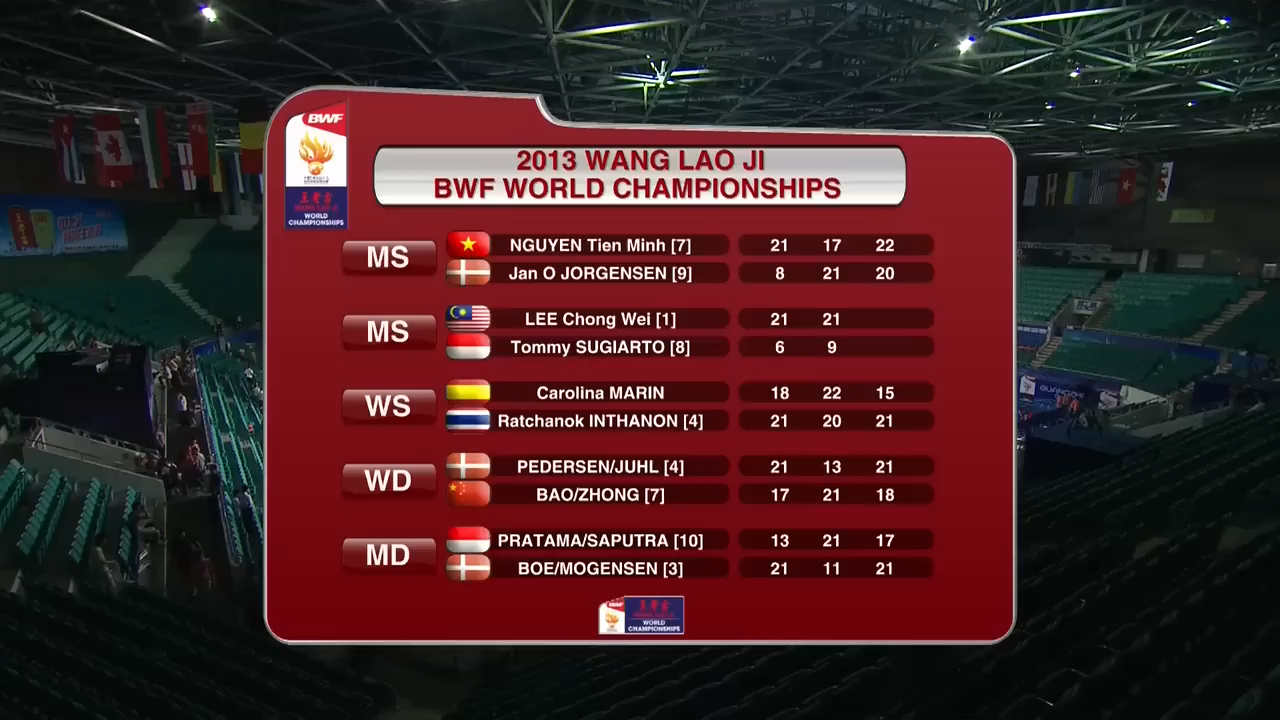 BWF
WORLD
CHAMPIONSHIPS
2013 WANG LAO JI
BWF WORLD CHAMPIONSHIPS
MS
NGUYEN Tien Minh [7] 21 17 22
Jan O JORGENSEN [9] 8 21 20
MS
LEE Chong Wei [1] 21 21
Tommy SUGIARTO [8] 6 9
WS
Carolina MARIN 18 22 15
Ratchanok INTHANON [4] 21 20 21
WD
PEDERSEN/JUHL [4] 21 13 21
BAO/ZHONG [7] 17 21 18
MD
PRATAMA/SAPUTRA [10] 13 21 17
BOE/MOGENSEN [3] 21 11 21
BWF
WORLD
CHAMPIONSHIPS
GUANGZHOU